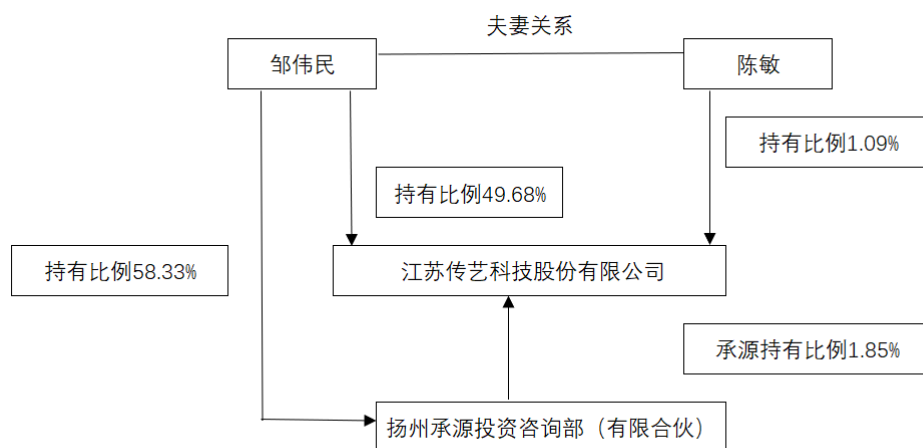 夫妻关系
邹伟民
陈敏
持有比例1.09%
持有比例49.68%
持有比例58.33%
江苏传艺科技股份有限公司
承源持有比例1.85%
扬州承源投资咨询部（有限合伙）